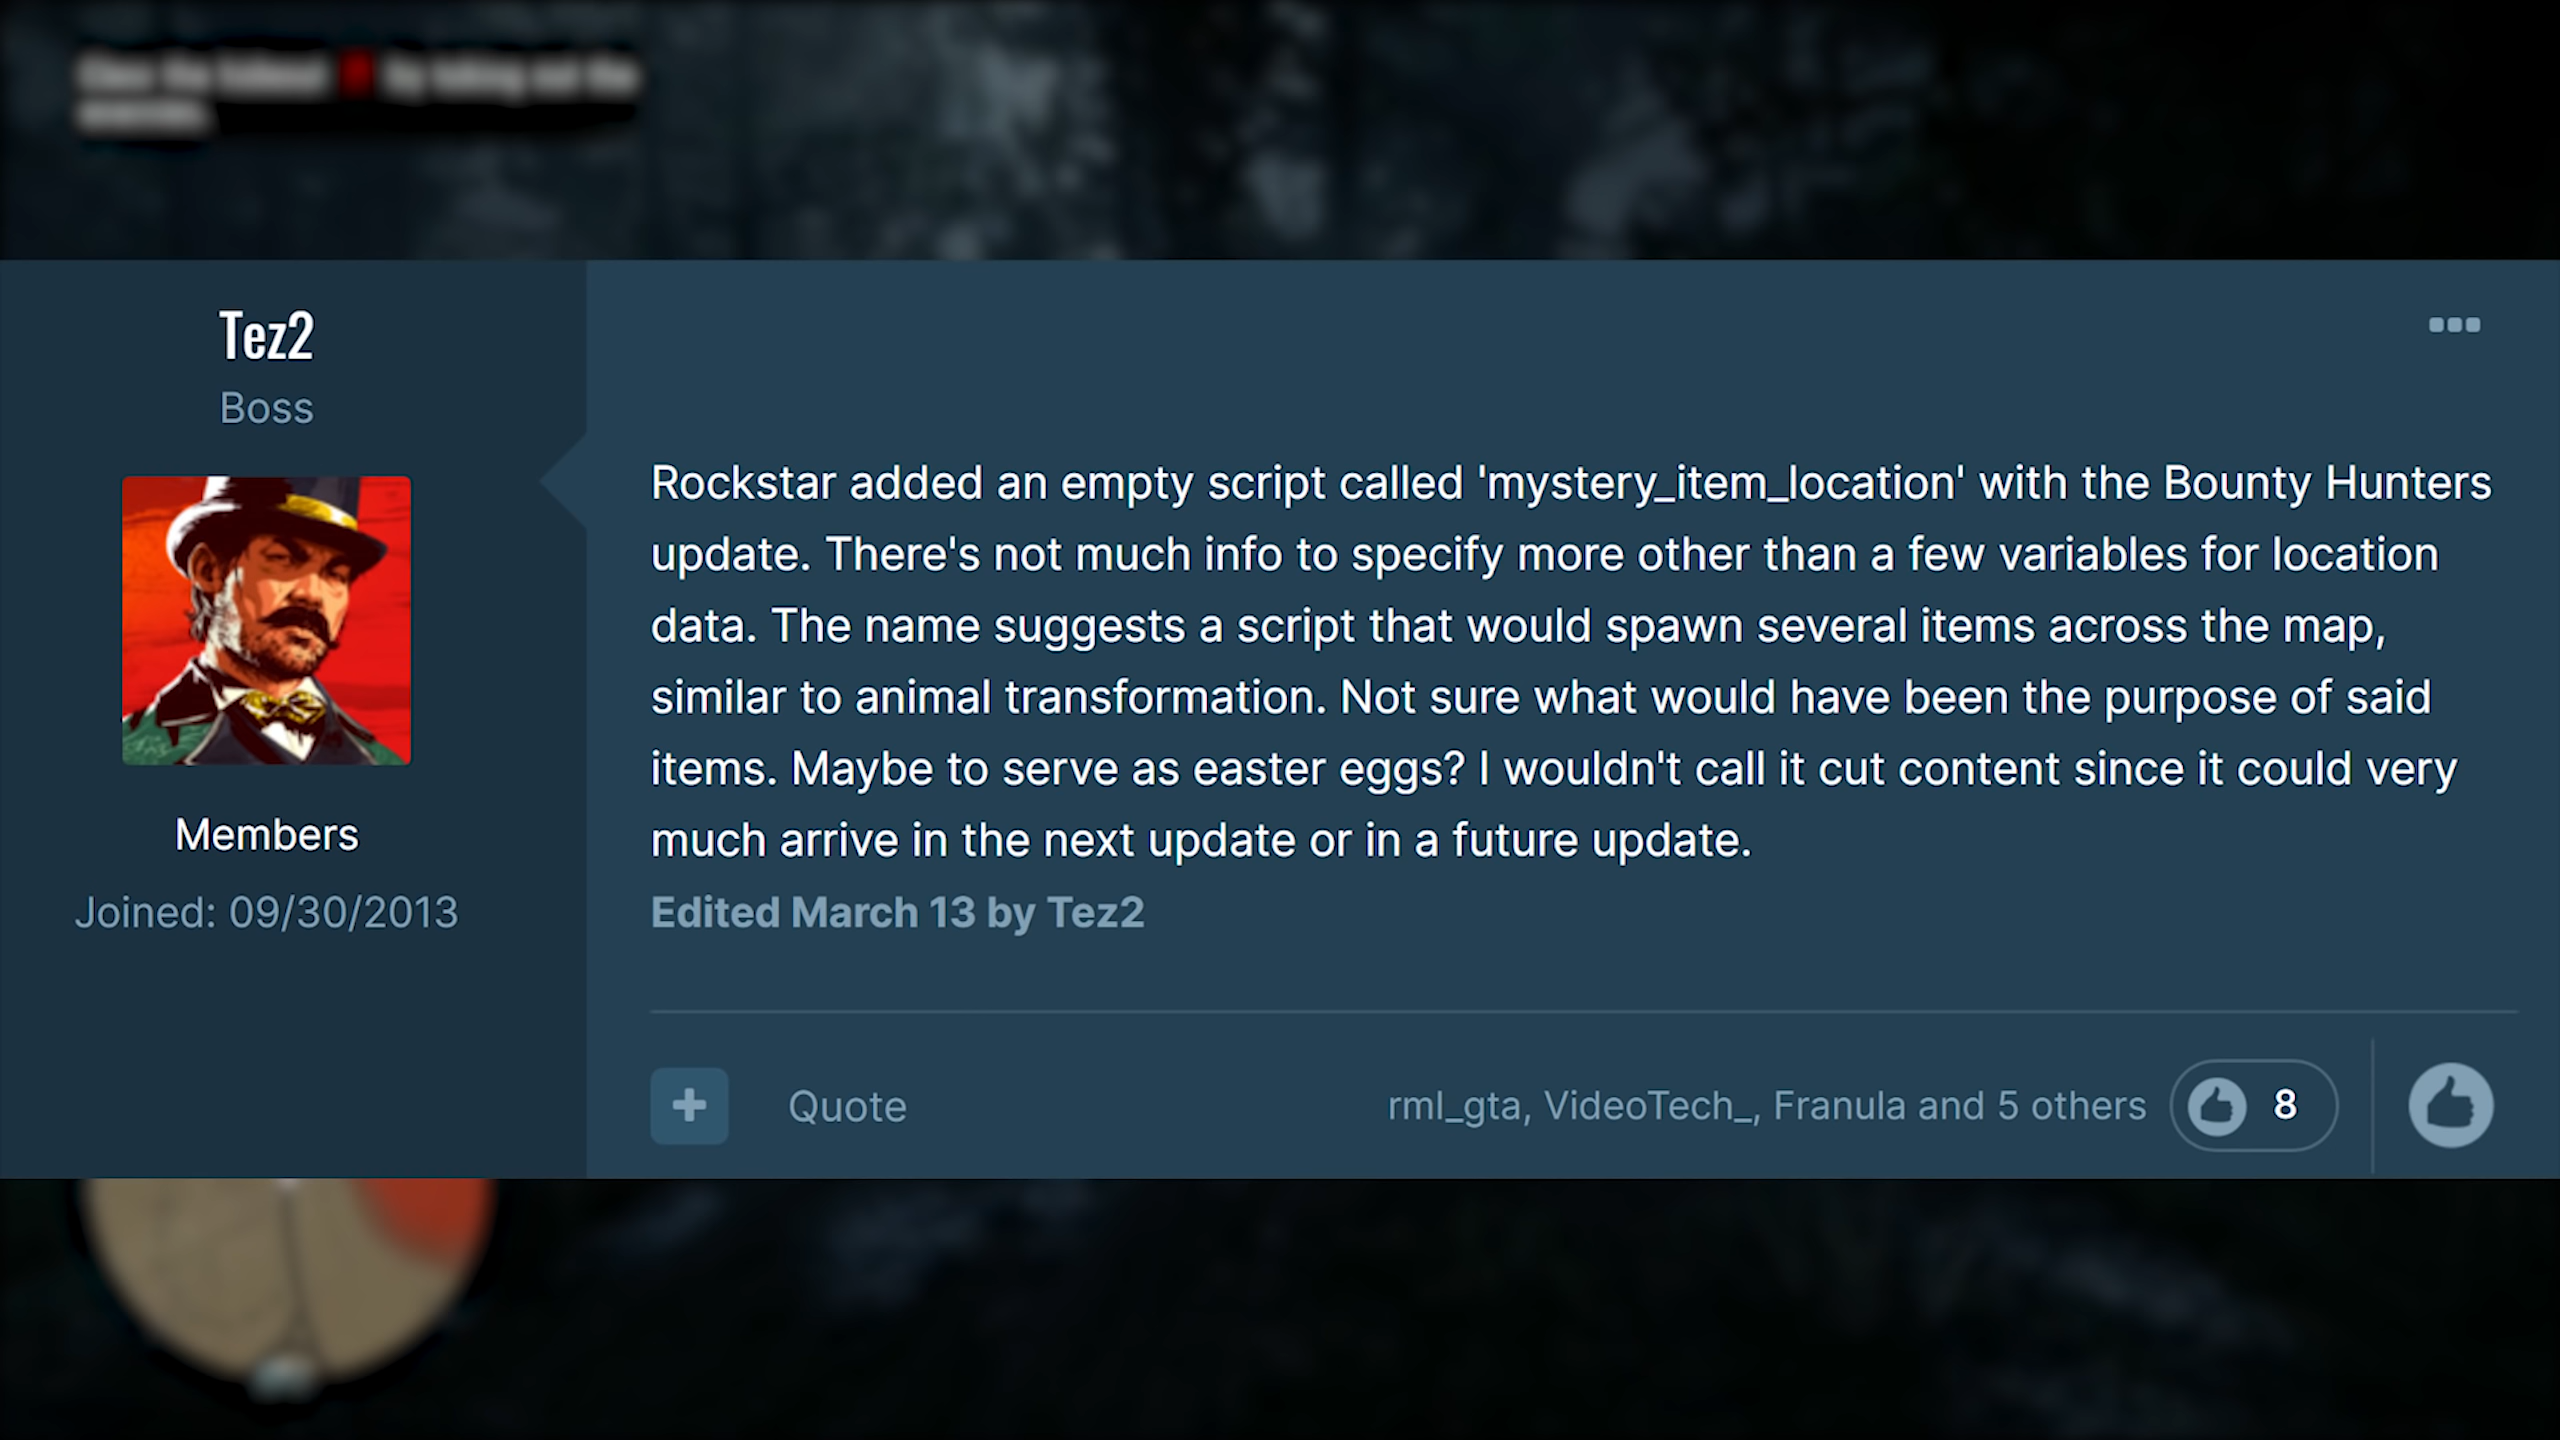 Tez2
Boss
Members
Joined: 09/30/2013
Rockstar added an empty script called 'mystery_item_location' with the Bounty Hunters
update. There's not much info to specify more other than a few variables for location
data. The name suggests a script that would spawn several items across the map,
similar to animal transformation. Not sure what would have been the purpose of said
items. Maybe to serve as easter eggs? I wouldn't call it cut content since it could very
much arrive in the next update or in a future update.
Edited March 13 by Tez2
Quote
rml_gta, VideoTech_, Franula and 5 others
8